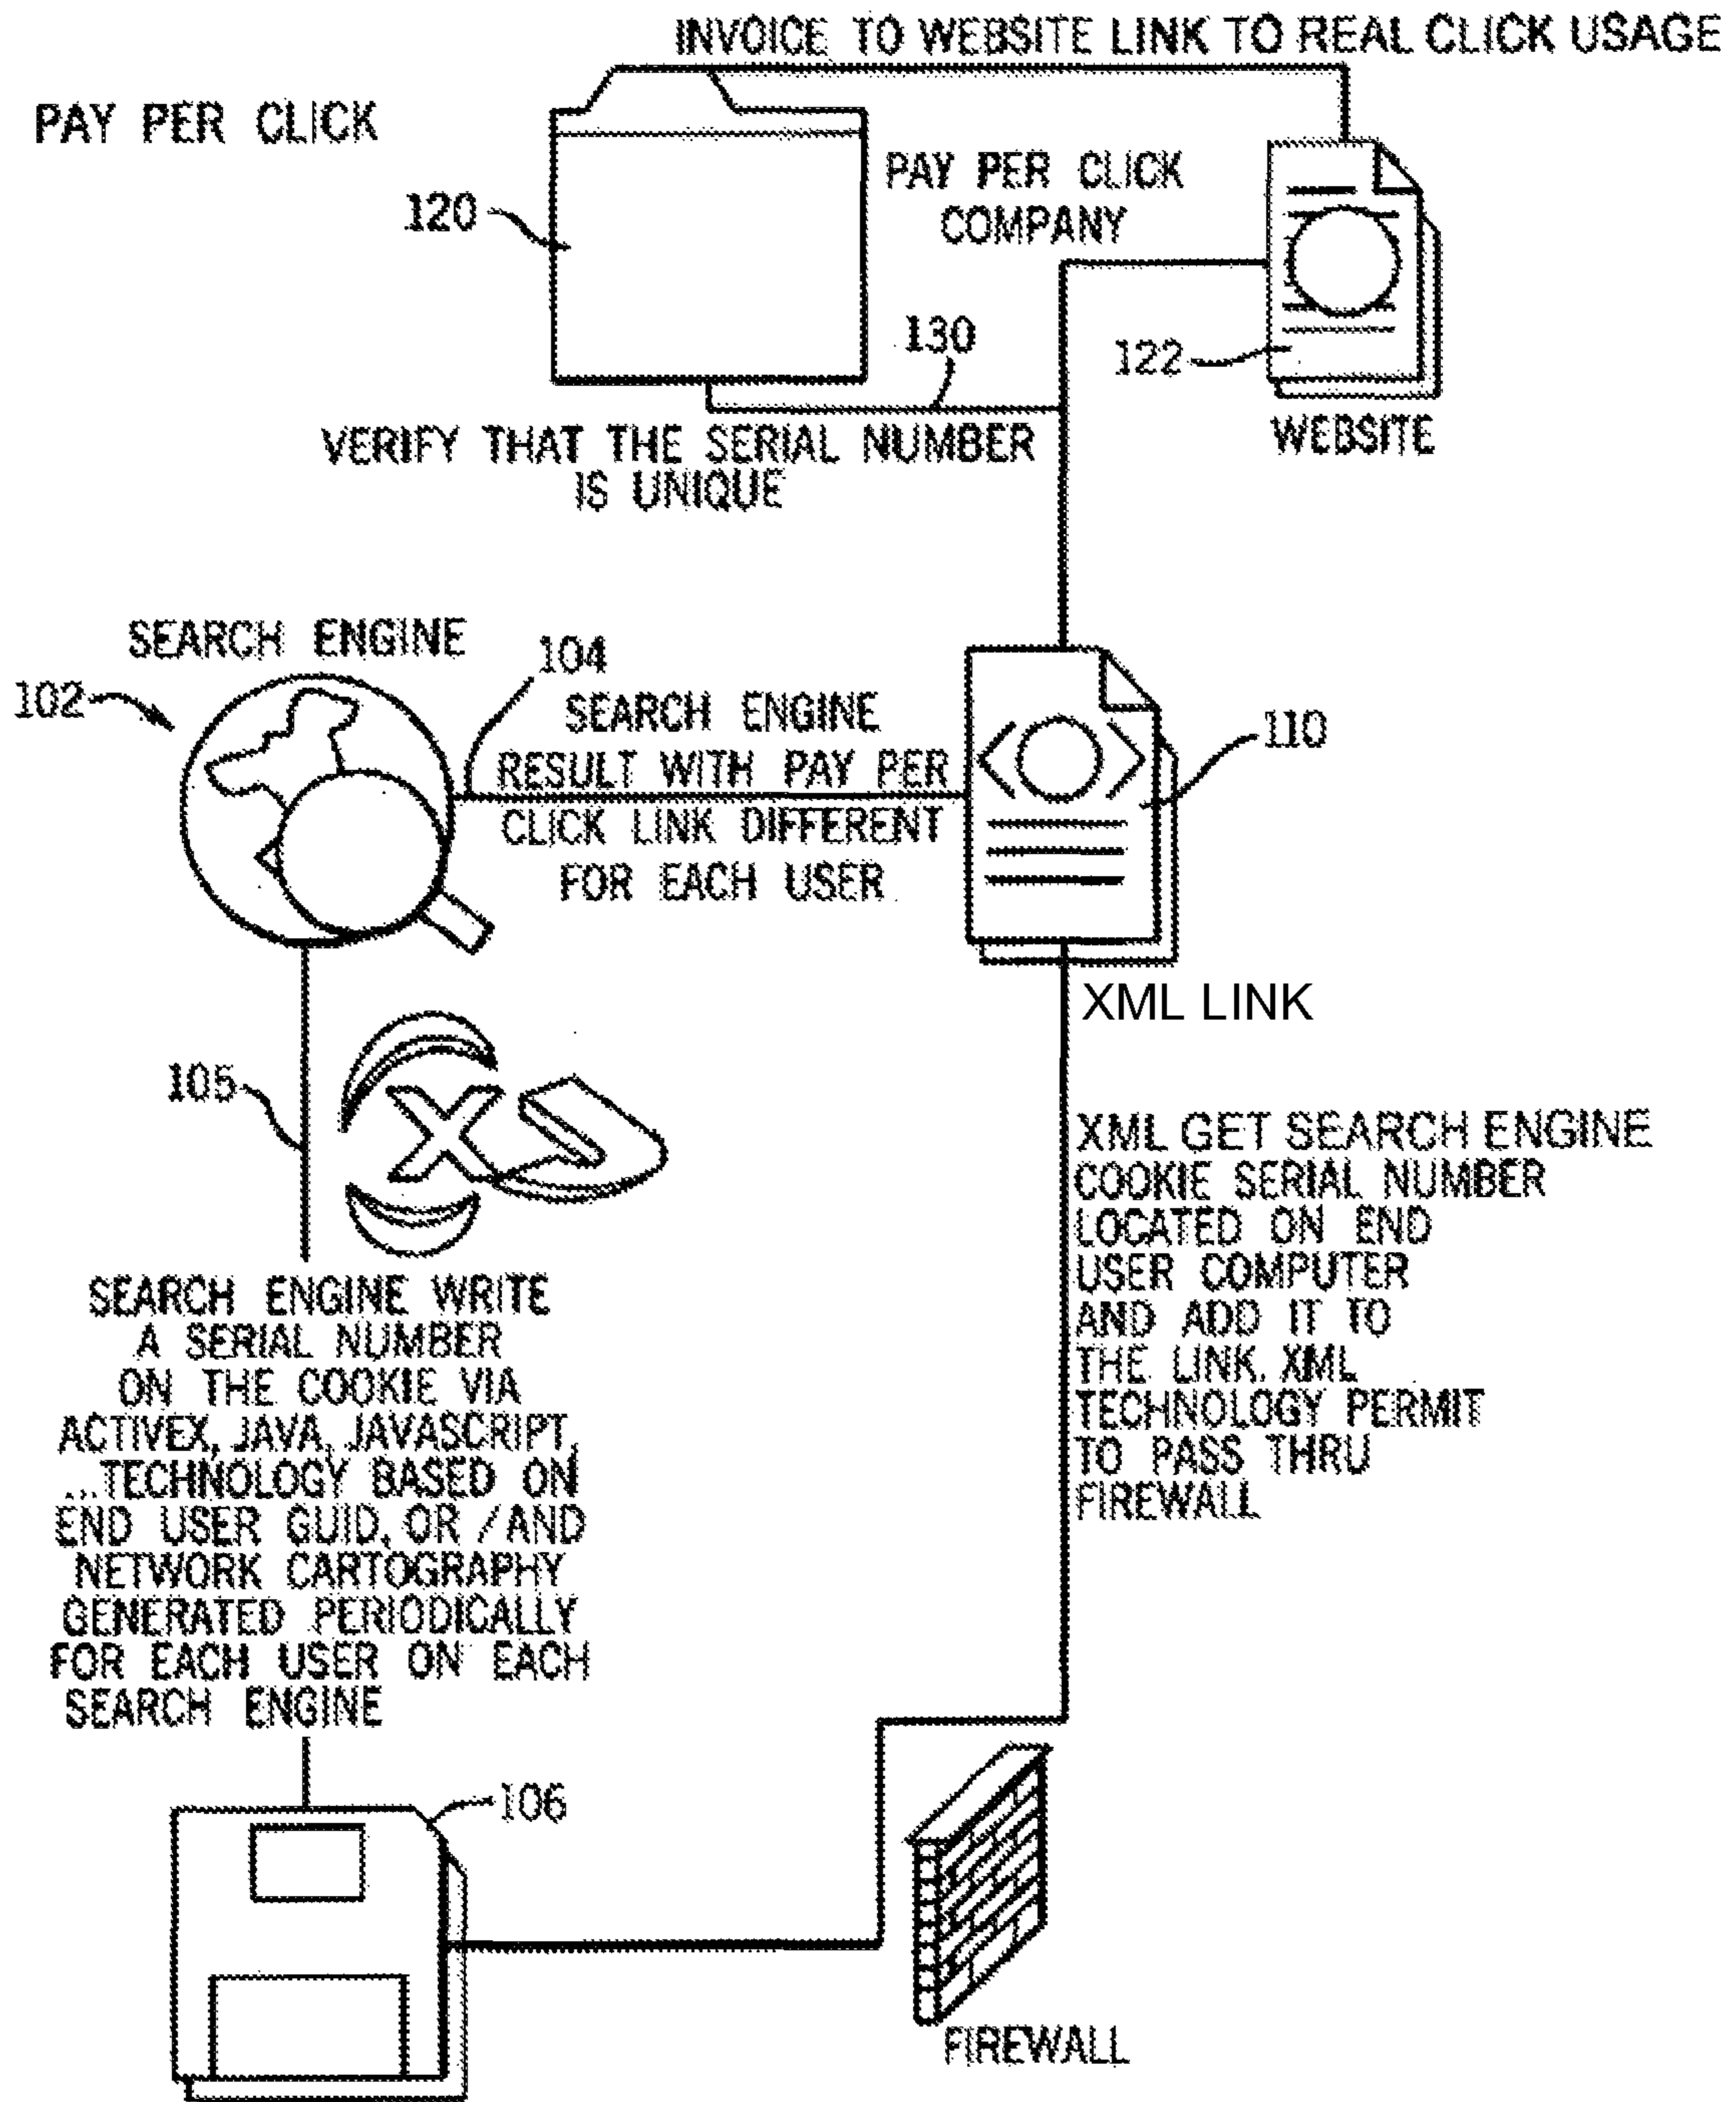 INVOICE TO WEBSITE LINK TO REAL CLICK USAGE
PAY PER CLICK
PAY PER CLICK
COMPANY
120
130
122
WEBSITE
VERIFY THAT THE SERIAL NUMBER
IS UNIQUE
SEARCH ENGINE
102
104
SEARCH ENGINE
RESULT WITH PAY PER
CLICK LINK DIFFERENT
FOR EACH USER
110
XML LINK
105
XML GET SEARCH ENGINE
COOKIE SERIAL NUMBER
LOCATED ON END
USER COMPUTER
AND ADD IT TO
THE LINK. XML
TECHNOLOGY PERMIT
TO PASS THRU
FIREWALL
SEARCH ENGINE WRITE
A SERIAL NUMBER
ON THE COOKIE VIA
ACTIVEX, JAVA, JAVASCRIPT,
...TECHNOLOGY BASED ON
END USER GUID, OR /AND
NETWORK CARTOGRAPHY
GENERATED PERIODICALLY
FOR EACH USER ON EACH
SEARCH ENGINE
106
FIREWALL